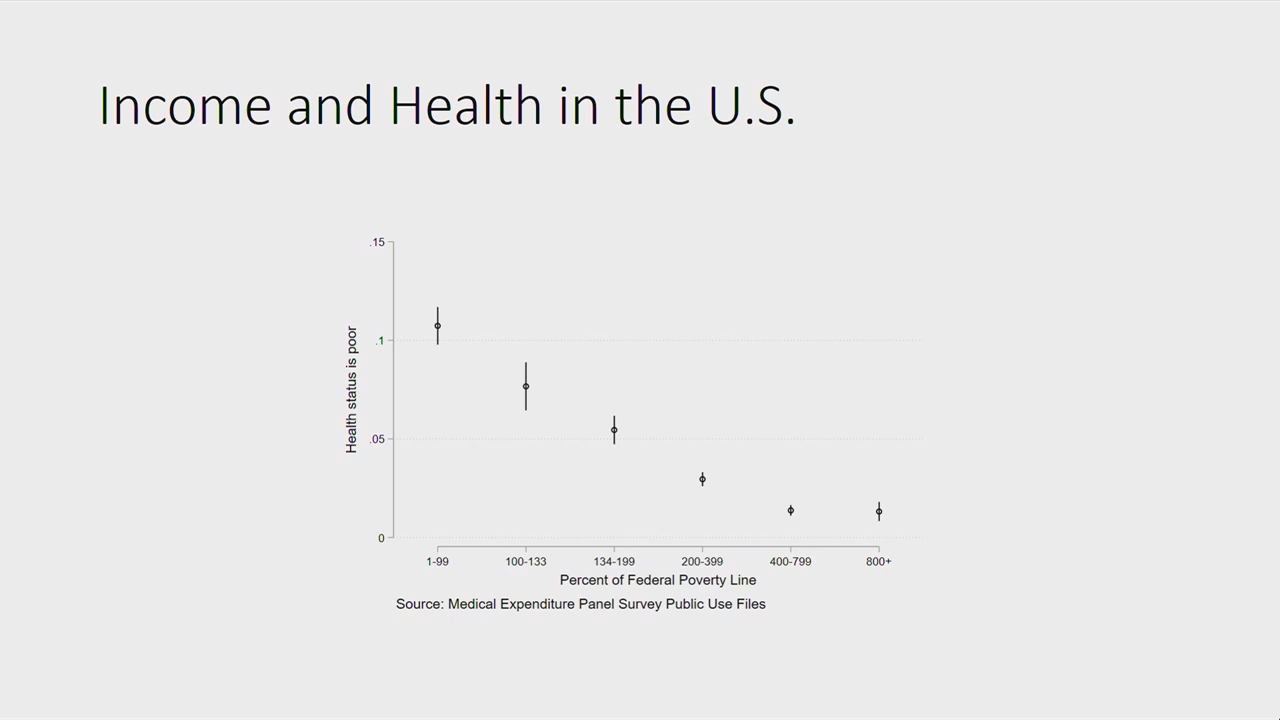 Income and Health in the U.S.
.15
.1
.05
0
Health status is poor
1-99 100-133 134-199 200-399 400-799 800+
Percent of Federal Poverty Line
Source: Medical Expenditure Panel Survey Public Use Files